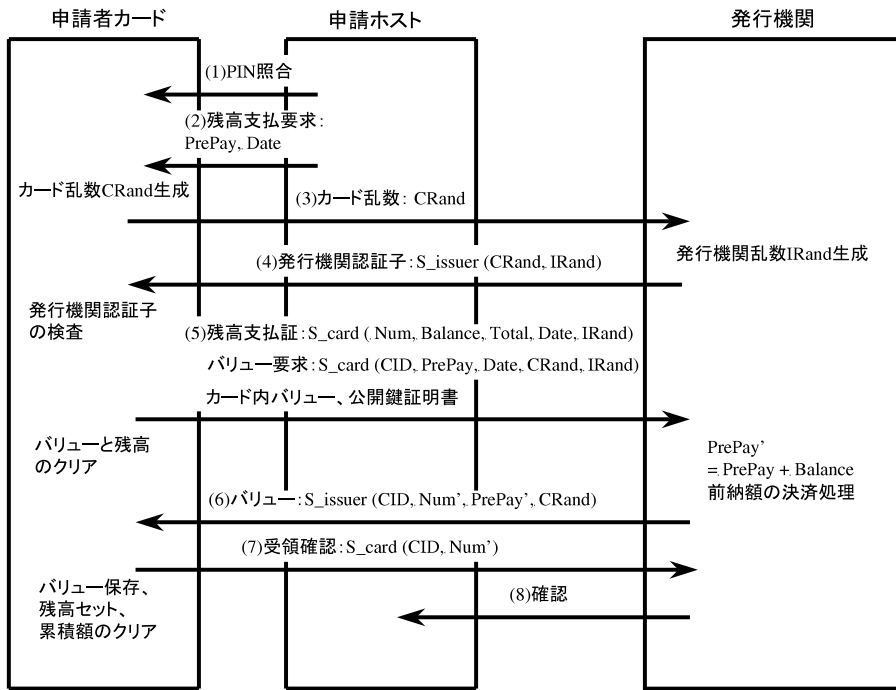 申請者カード
申請ホスト
発行機関
(1)PIN照合
(2)残高支払要求:
PrePay, Date
カード乱数CRand生成
(3)カード乱数: CRand
発行機関乱数IRand生成
(4)発行機関認証子:S_issuer (CRand, IRand)
発行機関認証子
の検査
(5)残高支払証:S_card ( Num, Balance, Total, Date, IRand)
バリュー要求:S_card (CID, PrePay, Date, CRand, IRand)
カード内バリュー、公開鍵証明書
バリューと残高
のクリア
PrePay'
= PrePay + Balance
前納額の決済処理
(6)バリュー:S_issuer (CID, Num', PrePay', CRand)
(7)受領確認:S_card (CID, Num')
バリュー保存、
残高セット、
累積額のクリア
(8)確認